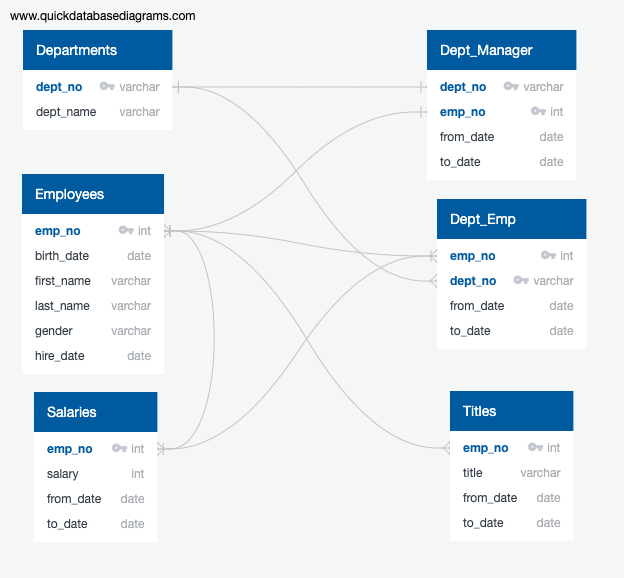 www.quickdatabasediagrams.com
Departments
dept_no varchar
dept_name varchar
Dept_Manager
dept_no varchar
emp_no int
from_date date
to_date date
Employees
emp_no int
birth_date date
first_name varchar
last_name varchar
gender varchar
hire_date date
Dept_Emp
emp_no int
dept_no varchar
from_date date
to_date date
Salaries
emp_no int
salary int
from_date date
to_date date
Titles
emp_no int
title varchar
from_date date
to_date date